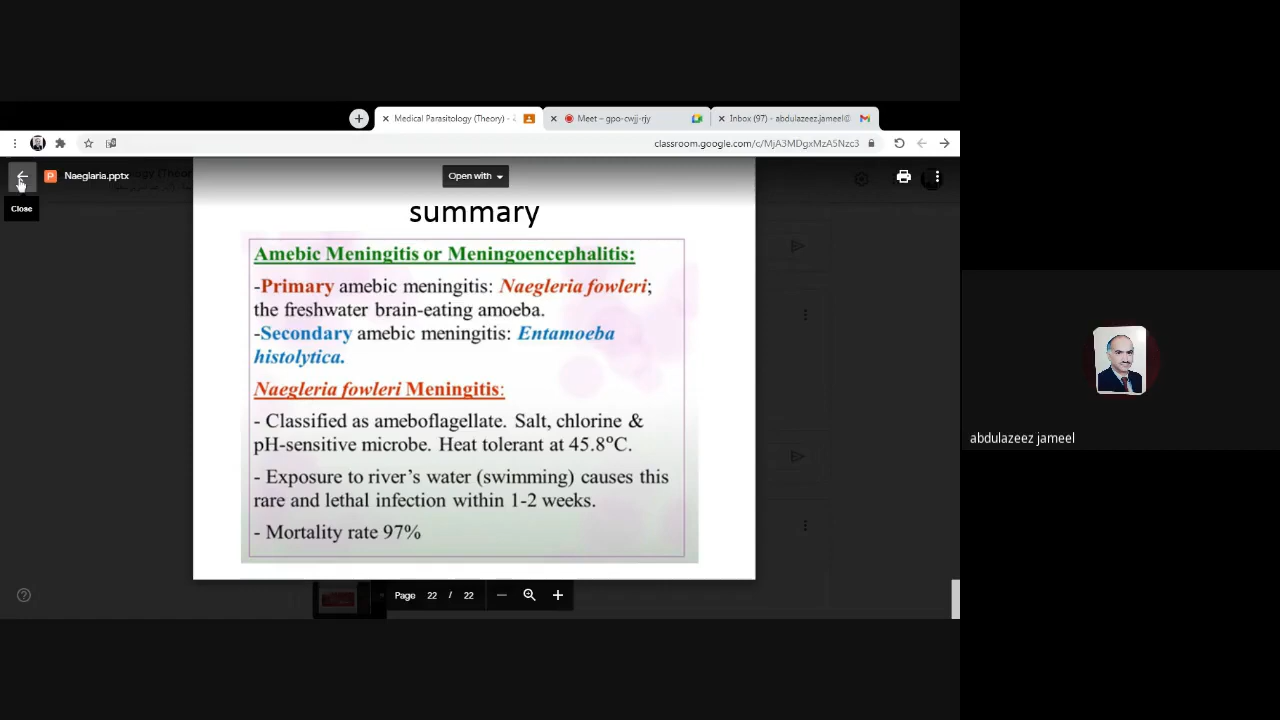 Medical Parasitology (Theory) -
Meet – gpo-cwjj-rjy
Inbox (97) - abdulazeez.jameel@
classroom.google.com/c/MjA3MDgxMzA5Nzc3
Naeglaria.pptx
Open with
Close
summary
Amebic Meningitis or Meningoencephalitis:
-Primary amebic meningitis: Naegleria fowleri;
the freshwater brain-eating amoeba.
-Secondary amebic meningitis: Entamoeba
histolytica.
Naegleria fowleri Meningitis:
- Classified as ameboflagellate. Salt, chlorine &
pH-sensitive microbe. Heat tolerant at 45.8°C.
- Exposure to river’s water (swimming) causes this
rare and lethal infection within 1-2 weeks.
- Mortality rate 97%
Page 22 / 22
abdulazeez jameel